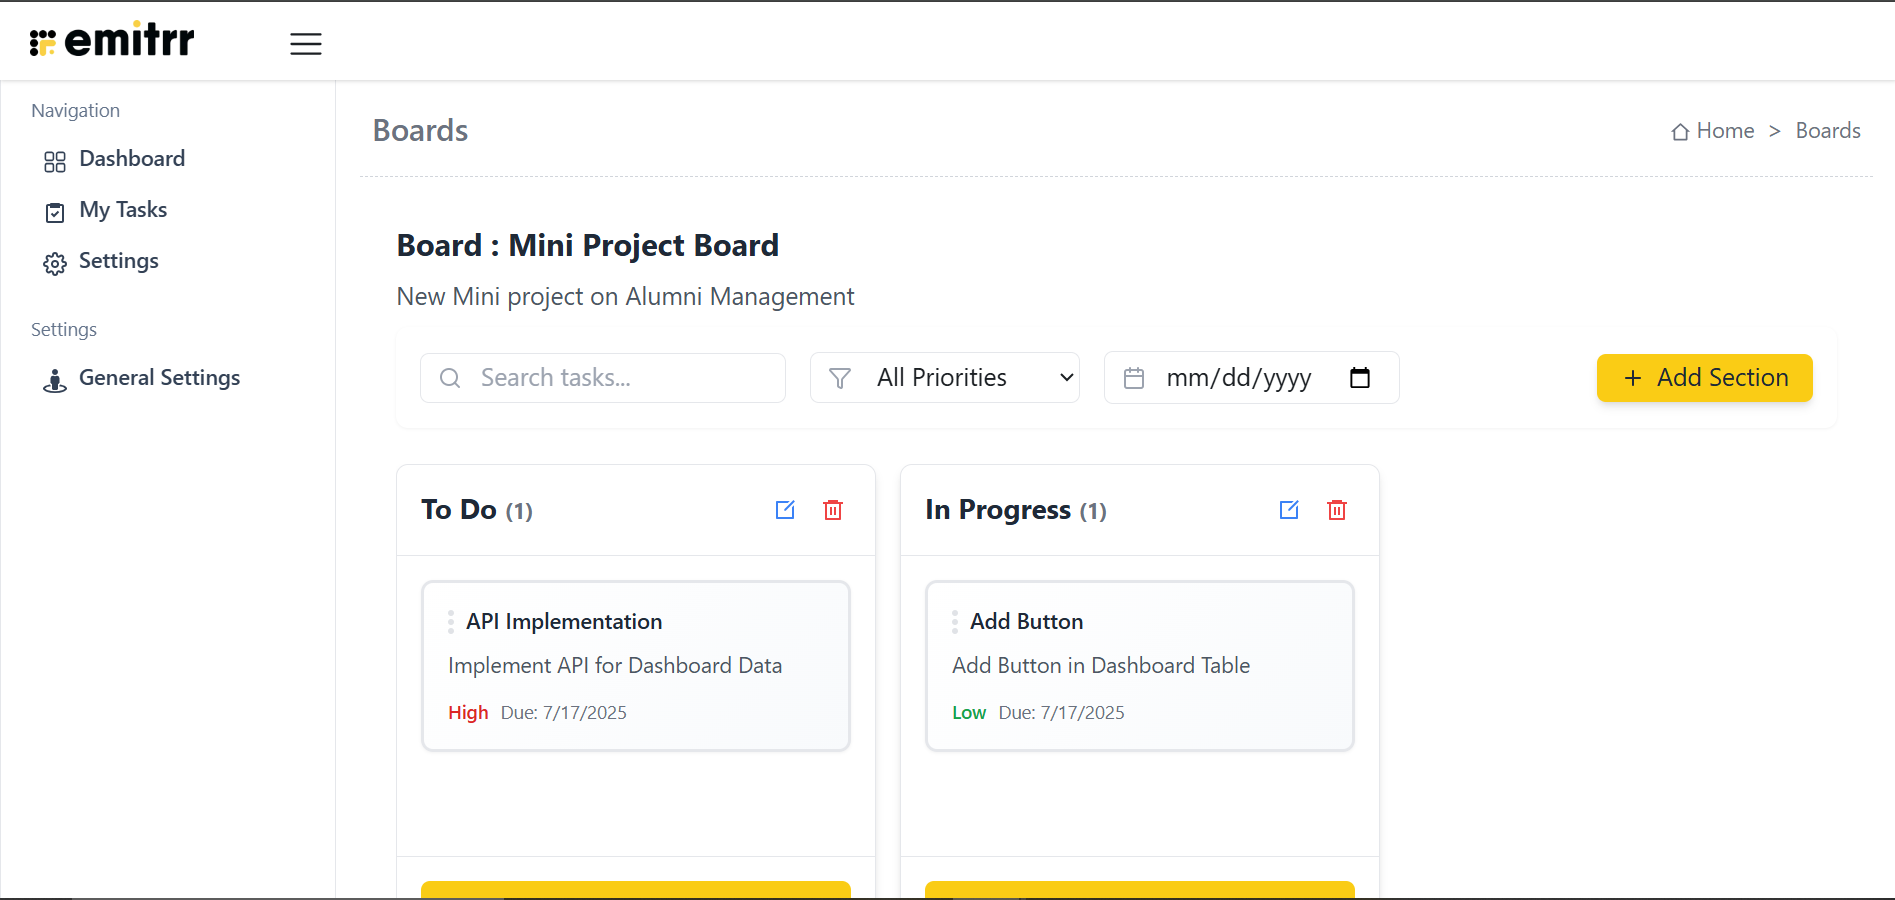 emitrr
Navigation
Dashboard
My Tasks
Settings
Settings
General Settings
Boards
Home > Boards
Board : Mini Project Board
New Mini project on Alumni Management
Search tasks...
All Priorities
mm/dd/yyyy
+ Add Section
To Do (1)
API Implementation
Implement API for Dashboard Data
High Due: 7/17/2025
In Progress (1)
Add Button
Add Button in Dashboard Table
Low Due: 7/17/2025